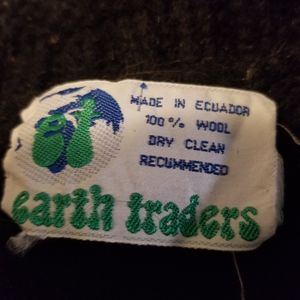 MADE IN ECUADOR
100% WOOL
DRY CLEAN
RECUMMENDED
earth traders